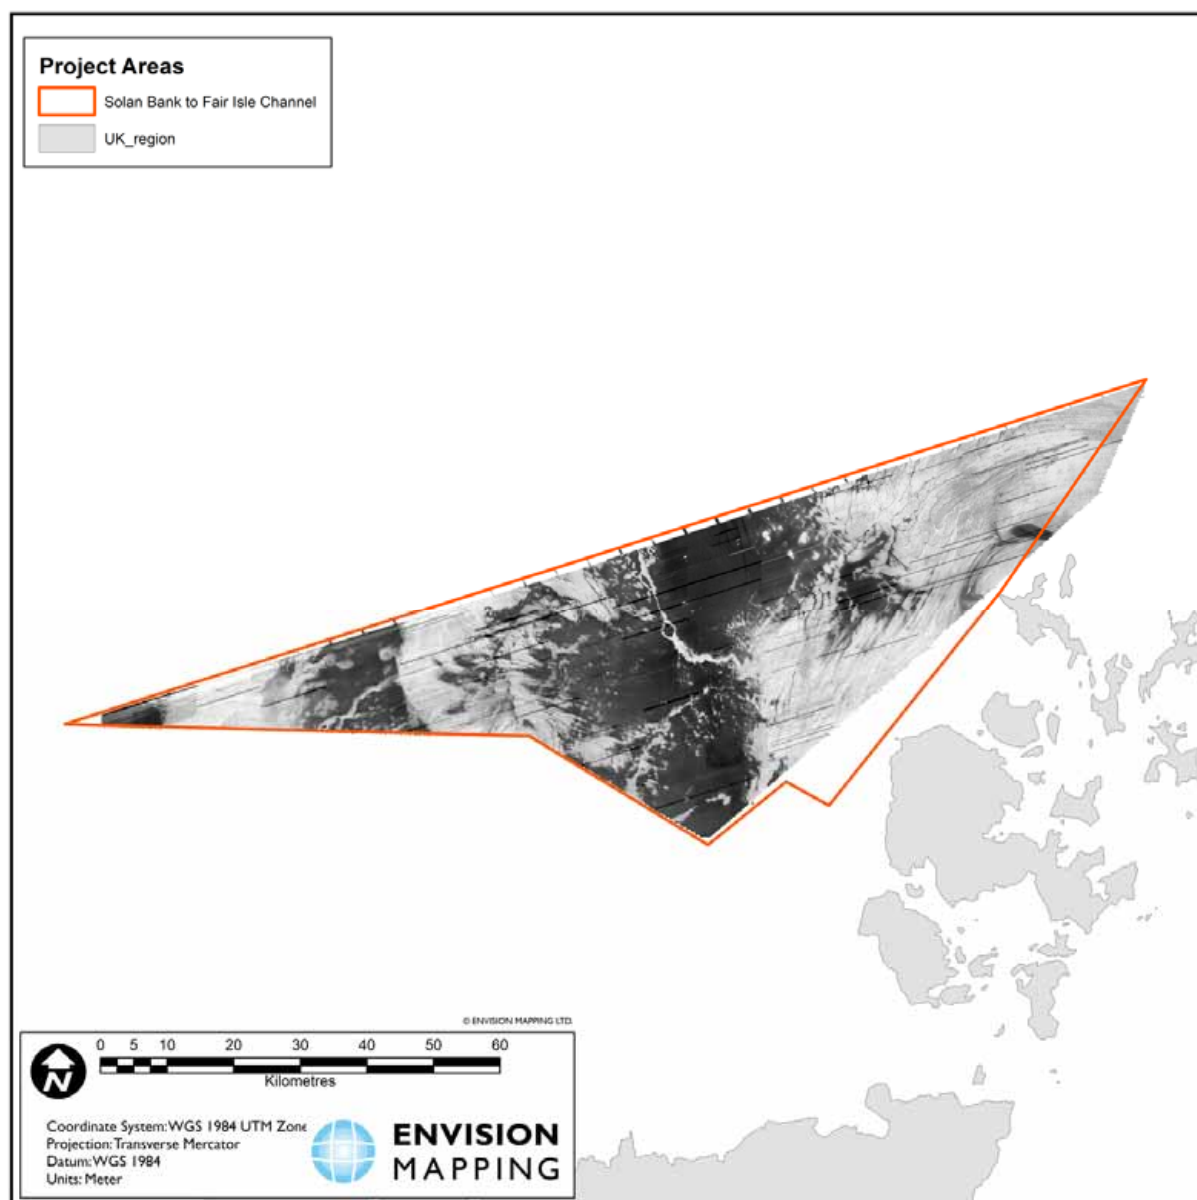 Project Areas
Solan Bank to Fair Isle Channel
UK_region
© ENVISION MAPPING LTD.
0 5 10 20 30 40 50 60
Kilometres
N
Coordinate System: WGS 1984 UTM Zone
Projection: Transverse Mercator
Datum: WGS 1984
Units: Meter
ENVISION
MAPPING